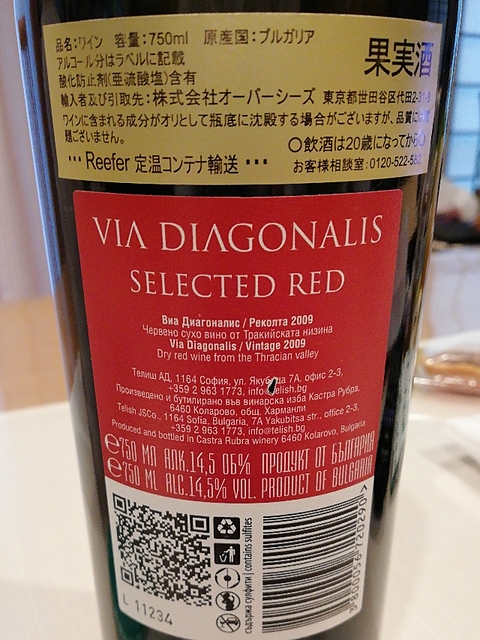 品名:ワイン 容量:750ml 原産国:ブルガリア
アルコール分はラベルに記載
果実酒
酸化防止剤(亜硫酸塩)含有
輸入者及び引取先:株式会社オーバーシーズ 東京都世田谷区代田2-3
ワインに含まれる成分がオリとして瓶底に沈殿する場合がございますが、品質には
題ございません。
〇飲酒は20歳になってから〇
··· Reefer 定温コンテナ輸送 ···
お客様相談室:0120-522-582
VIA DIAGONALIS
SELECTED RED
Виа Диагоналис / Реколта 2009
Червено сухо вино от Тракийската низина
Via Diagonalis / Vintage 2009
Dry red wine from the Thracian valley
Телиш АД, 1164 София, ул. Якубица 7А, офис 2-3,
+359 2 963 1773, info@telish.bg
Произведено и бутилирано във винарска изба Кастра Рубра,
6460 Коларово, общ. Харманли
Telish JSCo., 1164 Sofia, Bulgaria, 7A Yakubitsa str., office 2-3,
+359 2 963 1773, info@telish.bg
Produced and bottled in Castra Rubra winery 6460 Kolarovo, Bulgaria
℮750 МЛ АЛК.14,5 ОБ% ПРОДУКТ ОТ БЪЛГАРИЯ
℮750 ML ALC.14,5% VOL. PRODUCT OF BULGARIA
съдържа сулфити | contains sulfites
L 11234